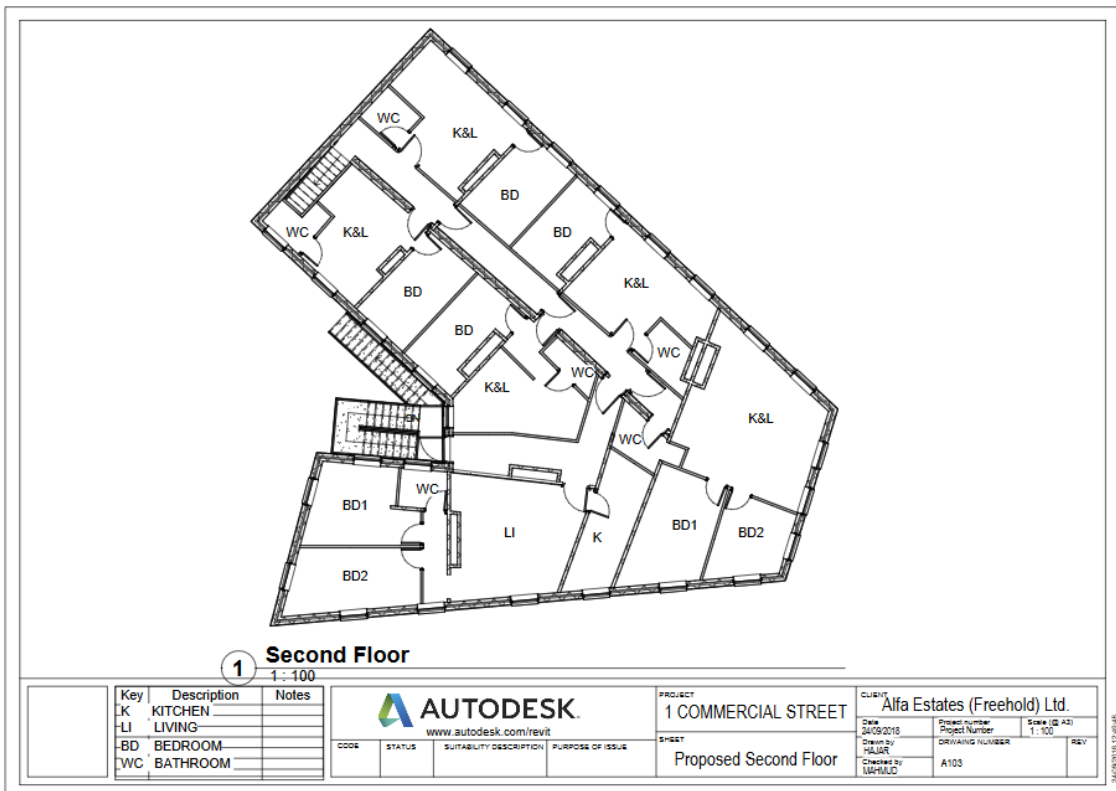 WC
K&L
BD
WC
K&L
BD
K&L
BD
BD
WC
WC
K&L
K&L
DN
WC
WC
BD1
LI
K
BD1
BD2
BD2
1
Second Floor
1 : 100
Key Description Notes
K KITCHEN
LI LIVING
BD BEDROOM
WC BATHROOM
AUTODESK.
www.autodesk.com/revit
CODE STATUS SUITABILITY DESCRIPTION PURPOSE OF ISSUE
PROJECT
1 COMMERCIAL STREET
SHEET
Proposed Second Floor
CLIENT
Alfa Estates (Freehold) Ltd.
Date
24/09/2018
Project number
Project Number
Scale (@ A3)
1 : 100
Drawn by
HAJAR
Checked by
MAHMUD
DRWAING NUMBER
A103
REV